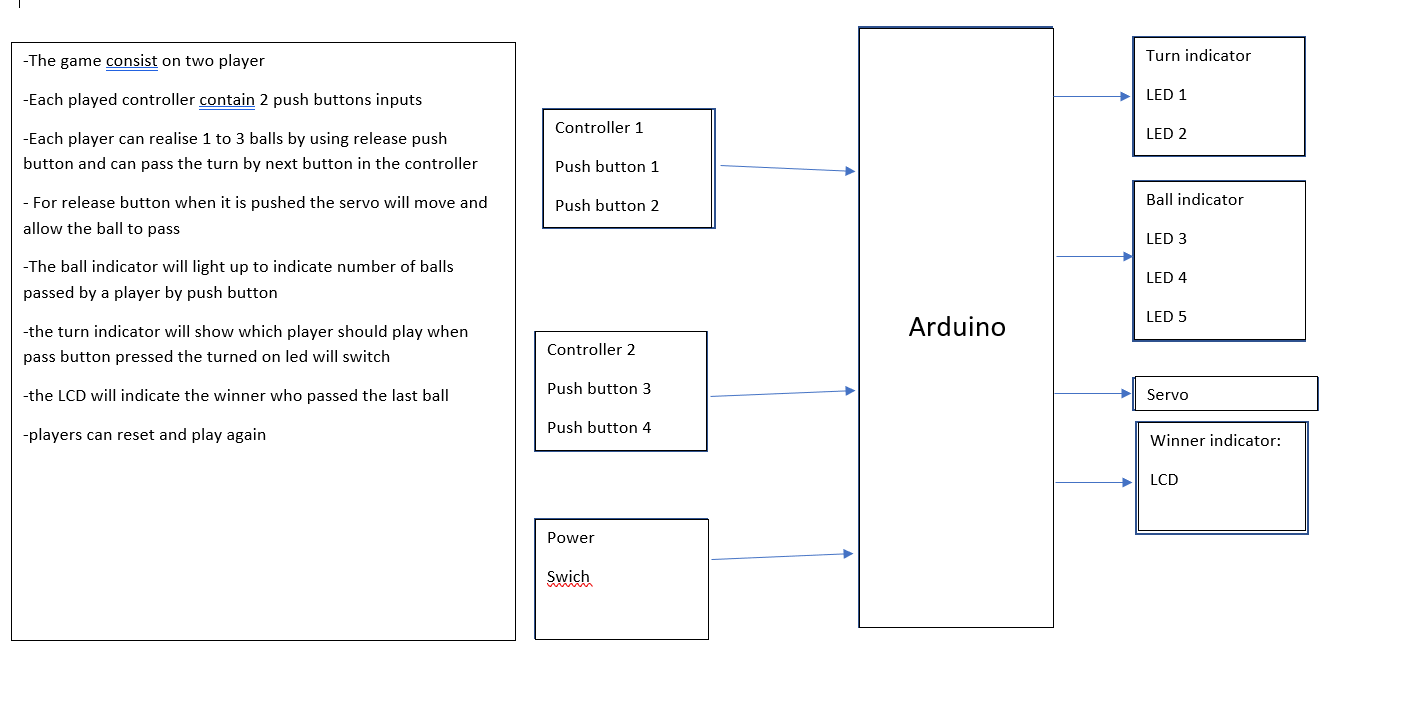 -The game consist on two player
-Each played controller contain 2 push buttons inputs
-Each player can realise 1 to 3 balls by using release push
button and can pass the turn by next button in the controller
- For release button when it is pushed the servo will move and
allow the ball to pass
-The ball indicator will light up to indicate number of balls
passed by a player by push button
-the turn indicator will show which player should play when
pass button pressed the turned on led will switch
-the LCD will indicate the winner who passed the last ball
-players can reset and play again
Controller 1
Push button 1
Push button 2
Controller 2
Push button 3
Push button 4
Power
Swich
Arduino
Turn indicator
LED 1
LED 2
Ball indicator
LED 3
LED 4
LED 5
Servo
Winner indicator:
LCD